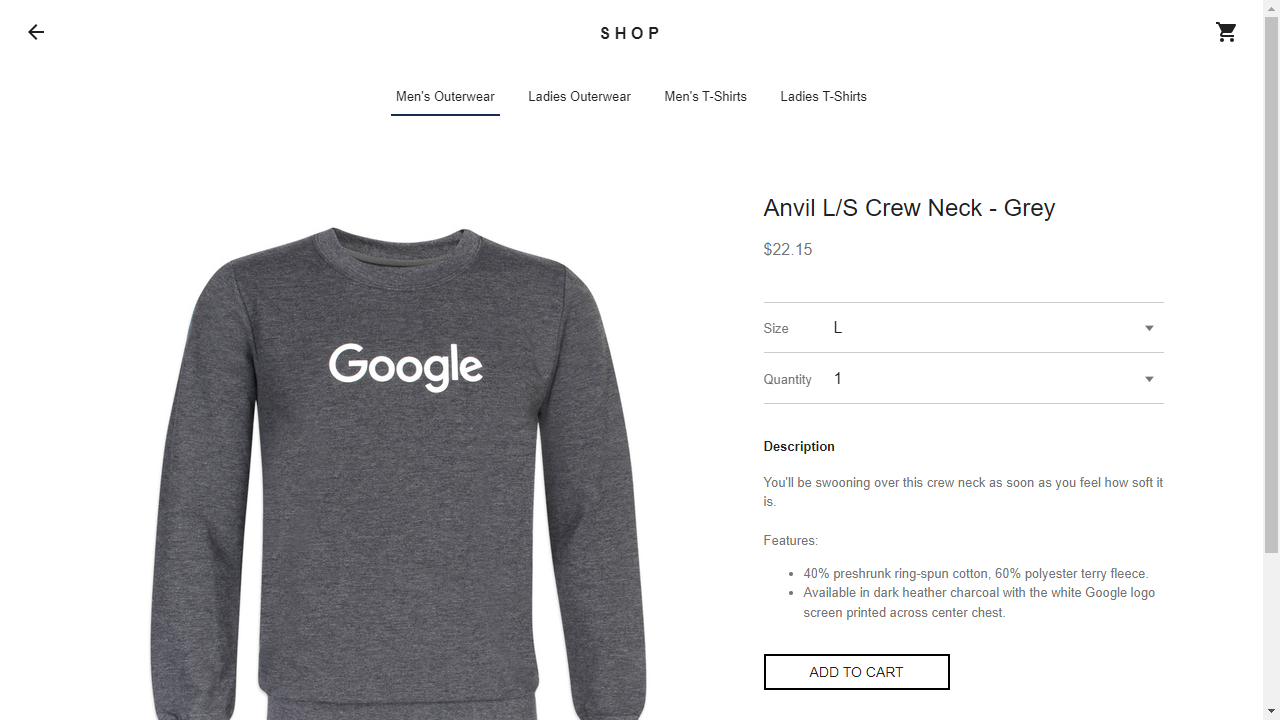 SHOP
Men's Outerwear
Ladies Outerwear
Men's T-Shirts
Ladies T-Shirts
Google
Anvil L/S Crew Neck - Grey
$22.15
Size L
Quantity 1
Description
You'll be swooning over this crew neck as soon as you feel how soft it
is.
Features:
• 40% preshrunk ring-spun cotton, 60% polyester terry fleece.
• Available in dark heather charcoal with the white Google logo
screen printed across center chest.
ADD TO CART